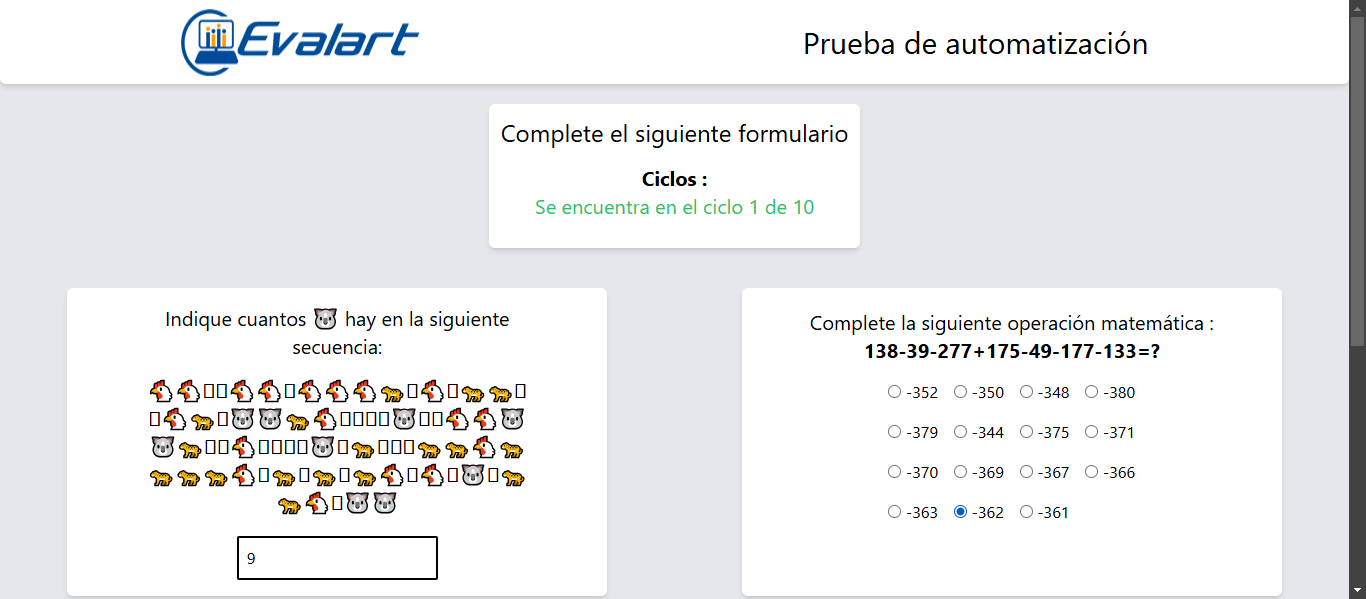 Evalart
Prueba de automatización
Complete el siguiente formulario
Ciclos :
Se encuentra en el ciclo 1 de 10
Indique cuantos 🐨 hay en la siguiente
secuencia:
9
Complete la siguiente operación matemática :
138-39-277+175-49-177-133=?
-352 -350 -348 -380
-379 -344 -375 -371
-370 -369 -367 -366
-363 -362 -361